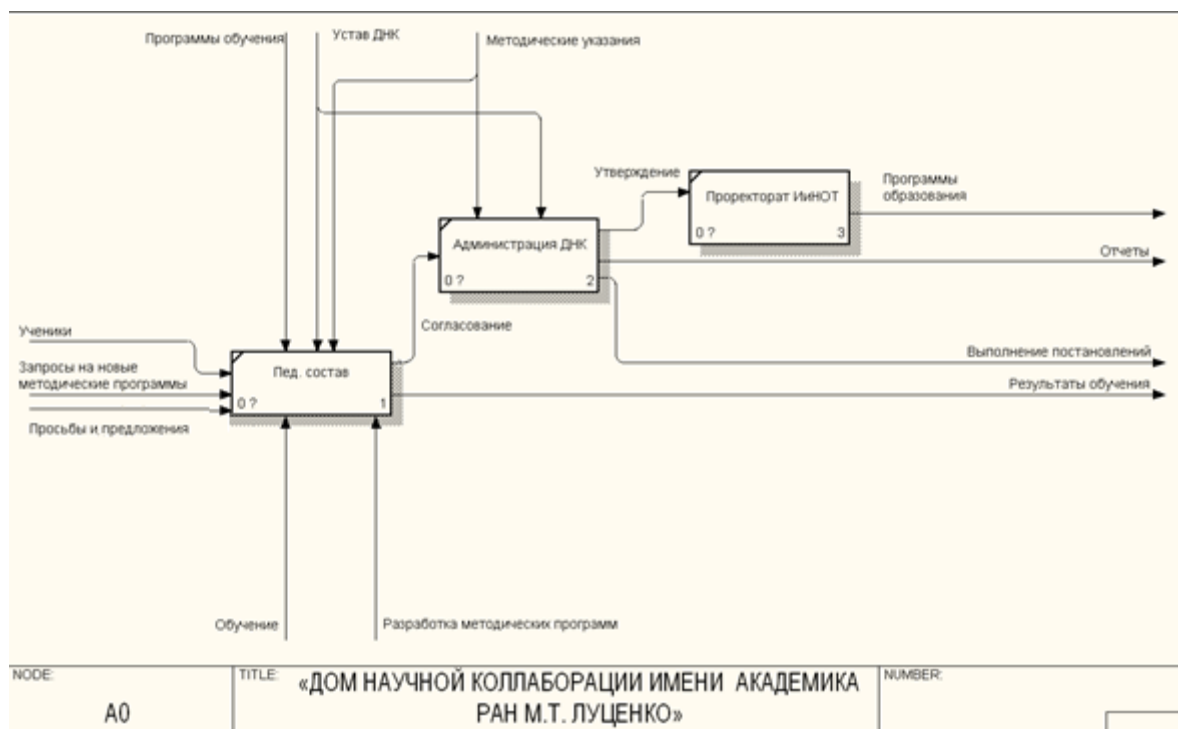 Программы обучения
Устав ДНК
Методические указания
Утверждение
Проректорат ИиНОТ
0 ?
3
Программы
образования
Администрация ДНК
0 ?
2
Отчеты
Согласование
Ученики
Запросы на новые
методические программы
Просьбы и предложения
Пед. состав
0 ?
1
Выполнение постановлений
Результаты обучения
Обучение
Разработка методических программ
NODE:
A0
TITLE:
«ДОМ НАУЧНОЙ КОЛЛАБОРАЦИИ ИМЕНИ АКАДЕМИКА
РАН М.Т. ЛУЦЕНКО»
NUMBER: